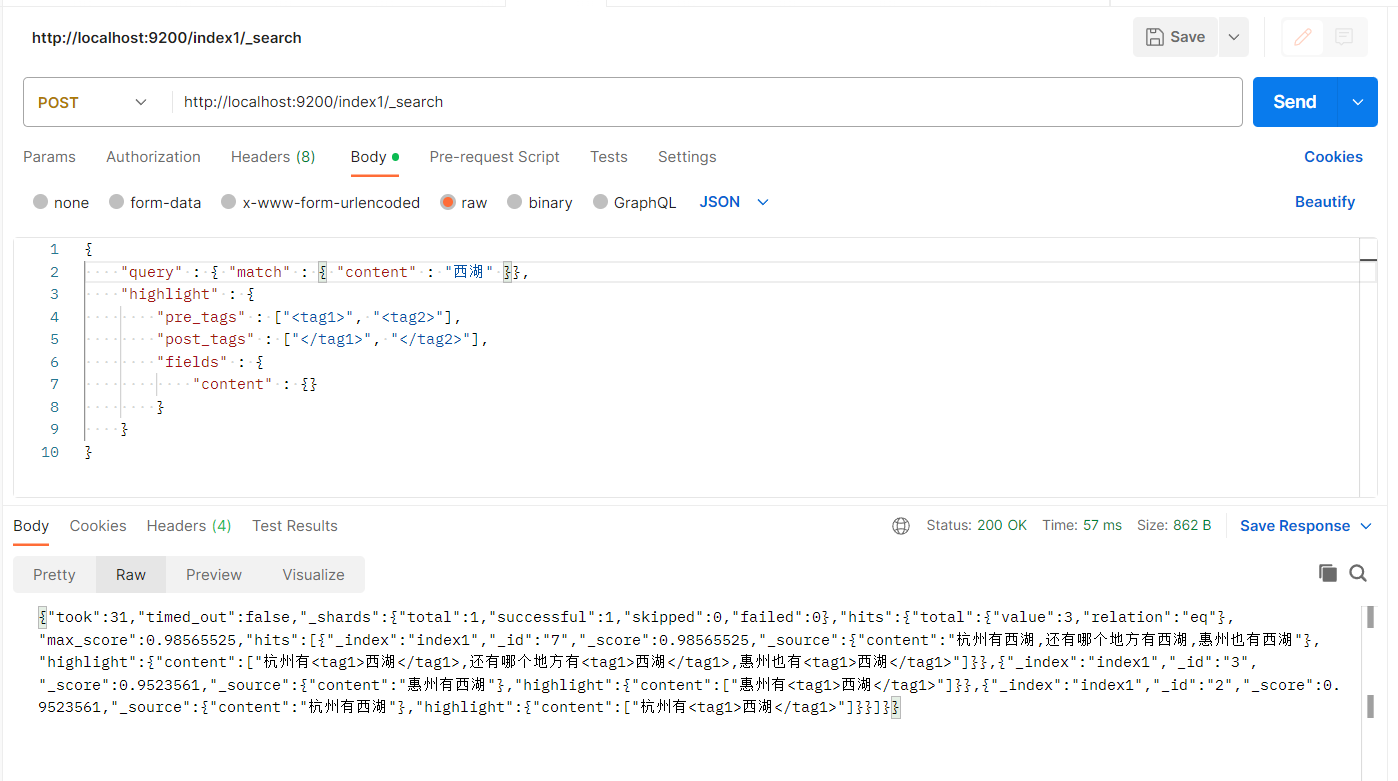 http://localhost:9200/index1/_search
Save
POST http://localhost:9200/index1/_search Send
Params Authorization Headers (8) Body Pre-request Script Tests Settings Cookies
none form-data x-www-form-urlencoded raw binary GraphQL JSON Beautify
1 {
2 "query" : { "match" : { "content" : "西湖" }},
3 "highlight" : {
4 "pre_tags" : ["<tag1>", "<tag2>"],
5 "post_tags" : ["</tag1>", "</tag2>"],
6 "fields" : {
7 "content" : {}
8 }
9 }
10 }
Body Cookies Headers (4) Test Results Status: 200 OK Time: 57 ms Size: 862 B Save Response
Pretty Raw Preview Visualize
{"took":31,"timed_out":false,"_shards":{"total":1,"successful":1,"skipped":0,"failed":0},"hits":{"total":{"value":3,"relation":"eq"},
"max_score":0.98565525,"hits":[{"_index":"index1","_id":"7","_score":0.98565525,"_source":{"content":"杭州有西湖,还有哪个地方有西湖,惠州也有西湖"},
"highlight":{"content":["杭州有<tag1>西湖</tag1>,还有哪个地方有<tag1>西湖</tag1>,惠州也有<tag1>西湖</tag1>"]}},{"_index":"index1","_id":"3",
"_score":0.9523561,"_source":{"content":"惠州有西湖"},"highlight":{"content":["惠州有<tag1>西湖</tag1>"]}},{"_index":"index1","_id":"2","_score":0.
9523561,"_source":{"content":"杭州有西湖"},"highlight":{"content":["杭州有<tag1>西湖</tag1>"]}}]}}